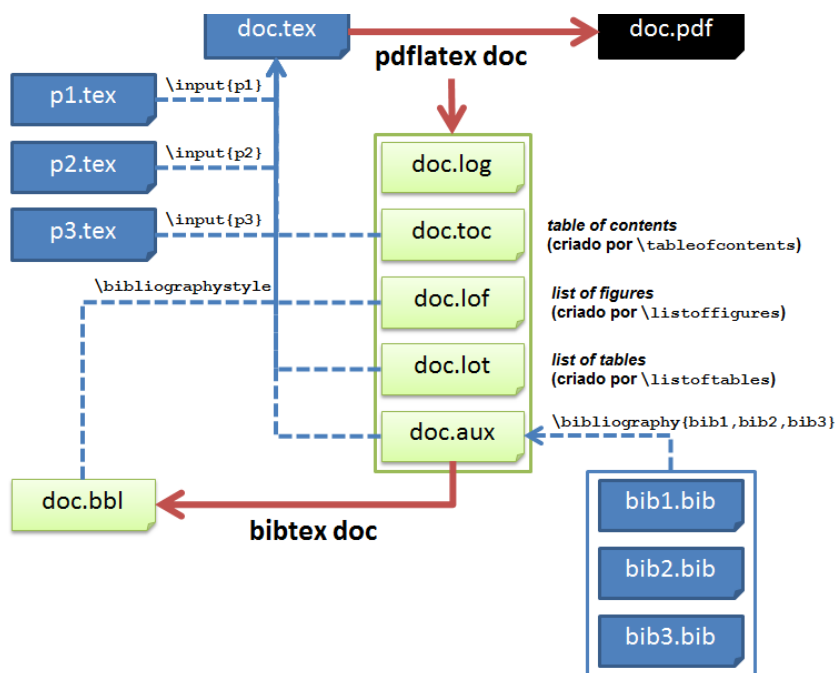 doc.tex
doc.pdf
pdflatex doc
p1.tex
\input{p1}
p2.tex
\input{p2}
p3.tex
\input{p3}
\bibliographystyle
doc.log
doc.toc
table of contents
(criado por \tableofcontents)
doc.lof
list of figures
(criado por \listoffigures)
doc.lot
list of tables
(criado por \listoftables)
doc.aux
\bibliography{bib1,bib2,bib3}
doc.bbl
bibtex doc
bib1.bib
bib2.bib
bib3.bib